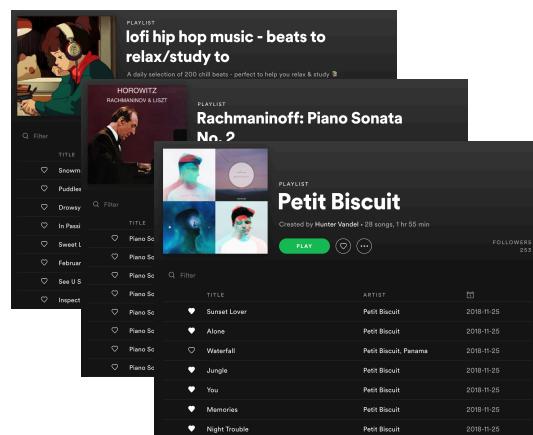 PLAYLIST
lofi hip hop music - beats to
relax/study to
A daily selection of 200 chill beats - perfect to help you relax & study
Filter
TITLE
Snowm
Puddles
Drowsy
In Passi
Sweet L
Februar
See U S
Inspect
HOROWITZ
RACHMANINOFF & LISZT
PLAYLIST
Rachmaninoff: Piano Sonata
No. 2
Filter
TITLE
Piano So
Piano So
Piano So
Piano So
Piano So
Piano So
Piano So
Piano So
PLAYLIST
Petit Biscuit
Created by Hunter Vandel • 28 songs, 1 hr 55 min
PLAY
FOLLOWERS
253
Filter
TITLE ARTIST
Sunset Lover Petit Biscuit 2018-11-25
Alone Petit Biscuit 2018-11-25
Waterfall Petit Biscuit, Panama 2018-11-25
Jungle Petit Biscuit 2018-11-25
You Petit Biscuit 2018-11-25
Memories Petit Biscuit 2018-11-25
Night Trouble Petit Biscuit 2018-11-25